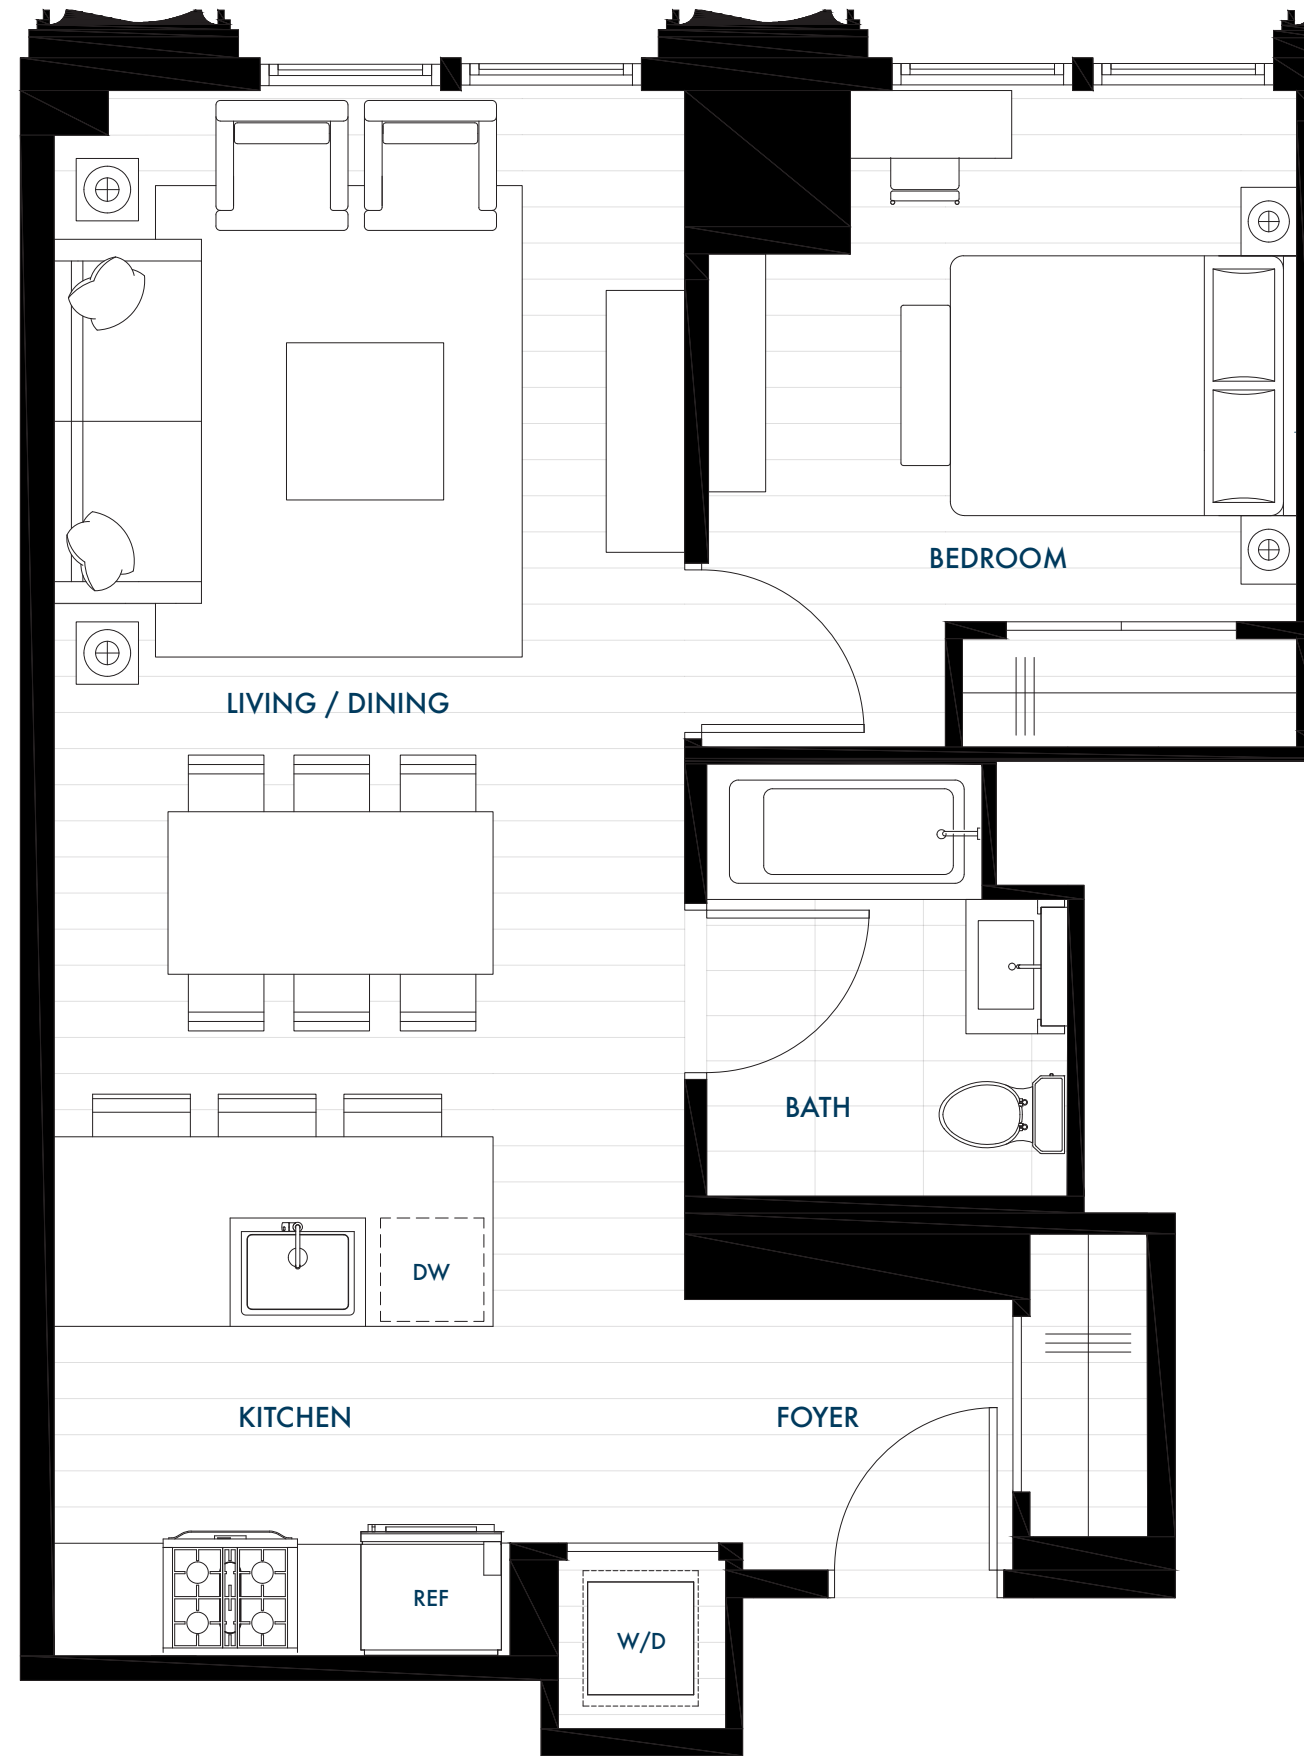 BEDROOM
LIVING / DINING
BATH
DW
KITCHEN
FOYER
REF
W/D